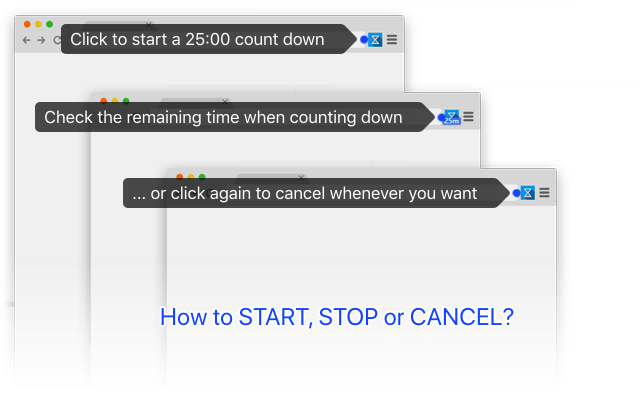 Click to start a 25:00 count down
Check the remaining time when counting down
25m
... or click again to cancel whenever you want
How to START, STOP or CANCEL?